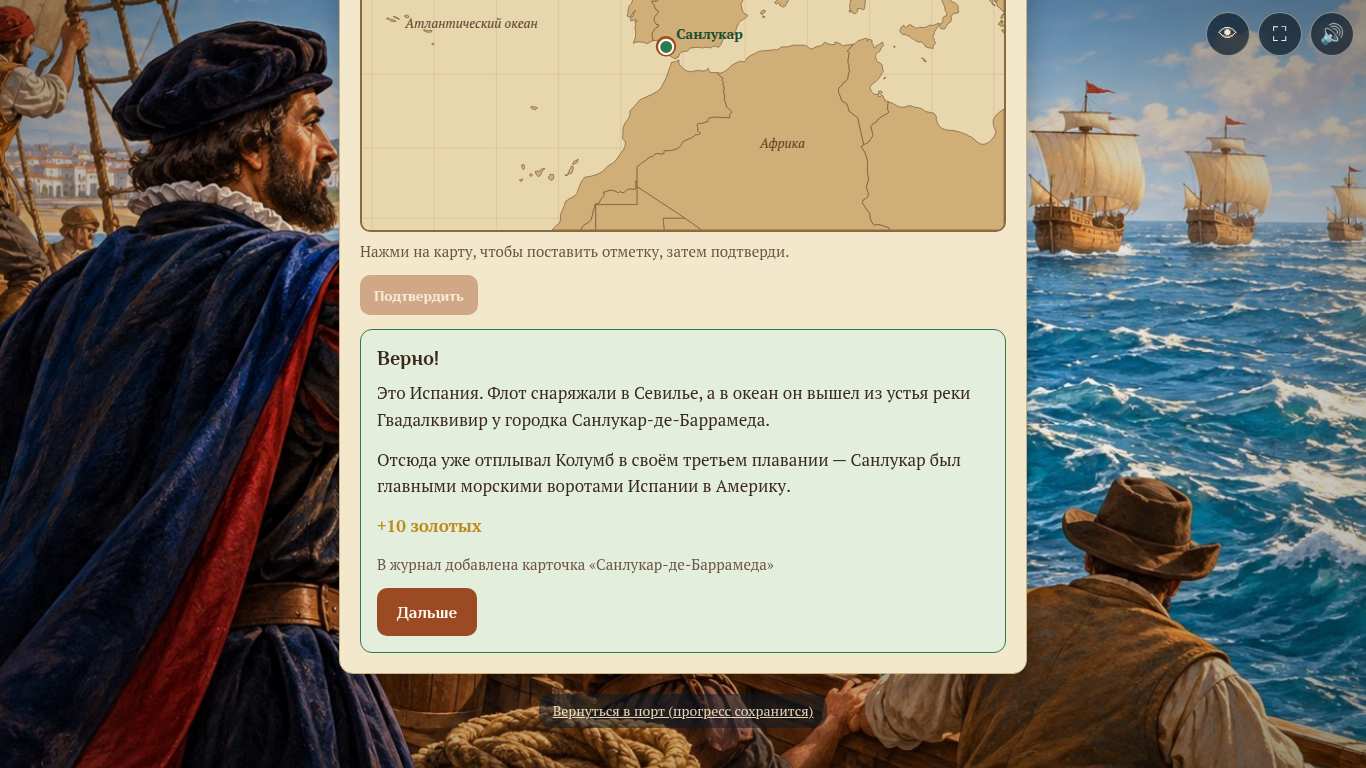 Атлантический океан
Санлукар
Африка
Нажми на карту, чтобы поставить отметку, затем подтверди.
Подтвердить
Верно!
Это Испания. Флот снаряжали в Севилье, а в океан он вышел из устья реки
Гвадалквивир у городка Санлукар-де-Баррамеда.
Отсюда уже отплывал Колумб в своём третьем плавании — Санлукар был
главными морскими воротами Испании в Америку.
+10 золотых
В журнал добавлена карточка «Санлукар-де-Баррамеда»
Дальше
Вернуться в порт (прогресс сохранится)